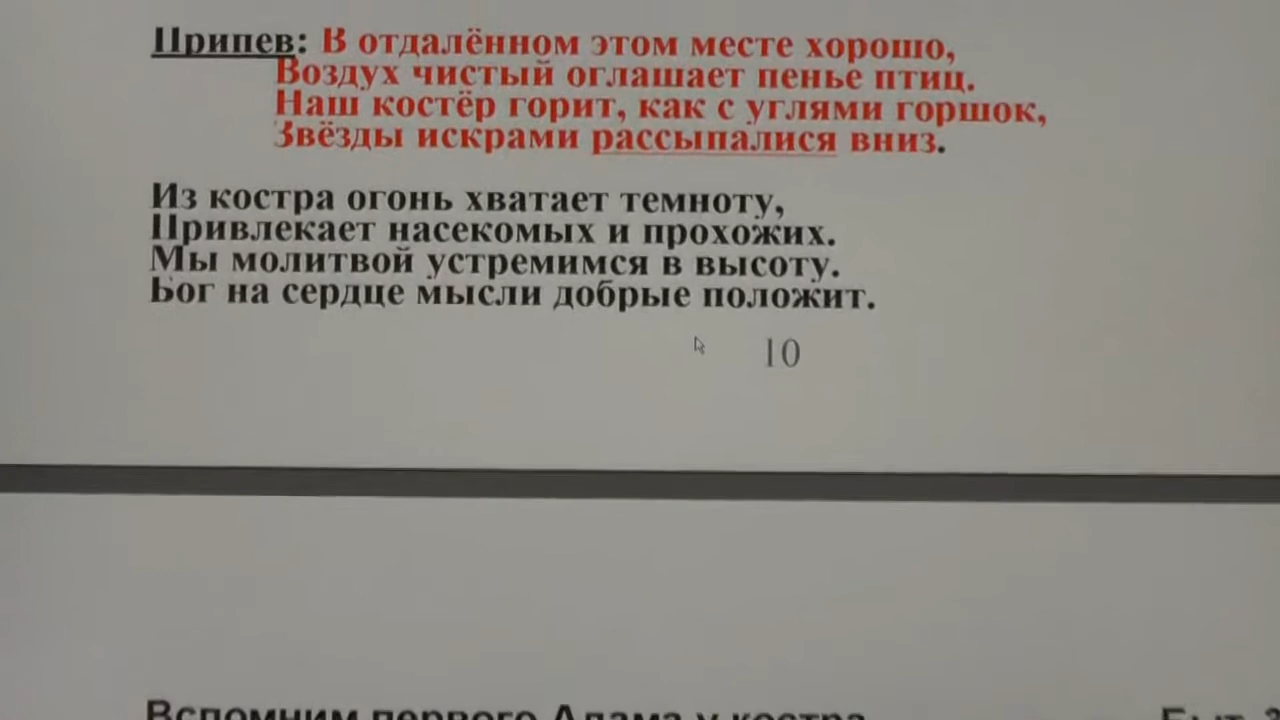 Припев: В отдалённом этом месте хорошо,
Воздух чистый оглашает пенье птиц.
Наш костёр горит, как с углями горшок,
Звёзды искрами рассыпалися вниз.
Из костра огонь хватает темноту,
Привлекает насекомых и прохожих.
Мы молитвой устремимся в высоту.
Бог на сердце мысли добрые положит.
10
Вспомним первого Адама у костра